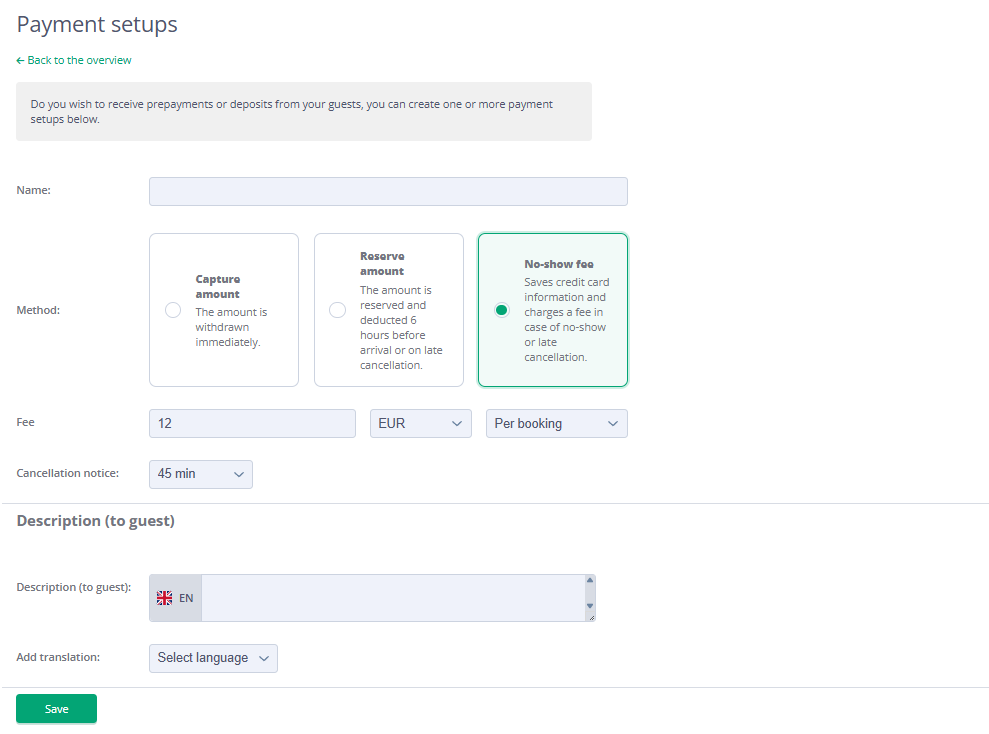 Payment setups
← Back to the overview
Do you wish to receive prepayments or deposits from your guests, you can create one or more payment
setups below.
Name:
Method:
Capture
amount
The amount is
withdrawn
immediately.
Reserve
amount
The amount is
reserved and
deducted 6
hours before
arrival or on late
cancellation.
No-show fee
Saves credit card
information and
charges a fee in
case of no-show
or late
cancellation.
Fee
12
EUR
Per booking
Cancellation notice:
45 min
Description (to guest)
Description (to guest):
EN
Add translation:
Select language
Save